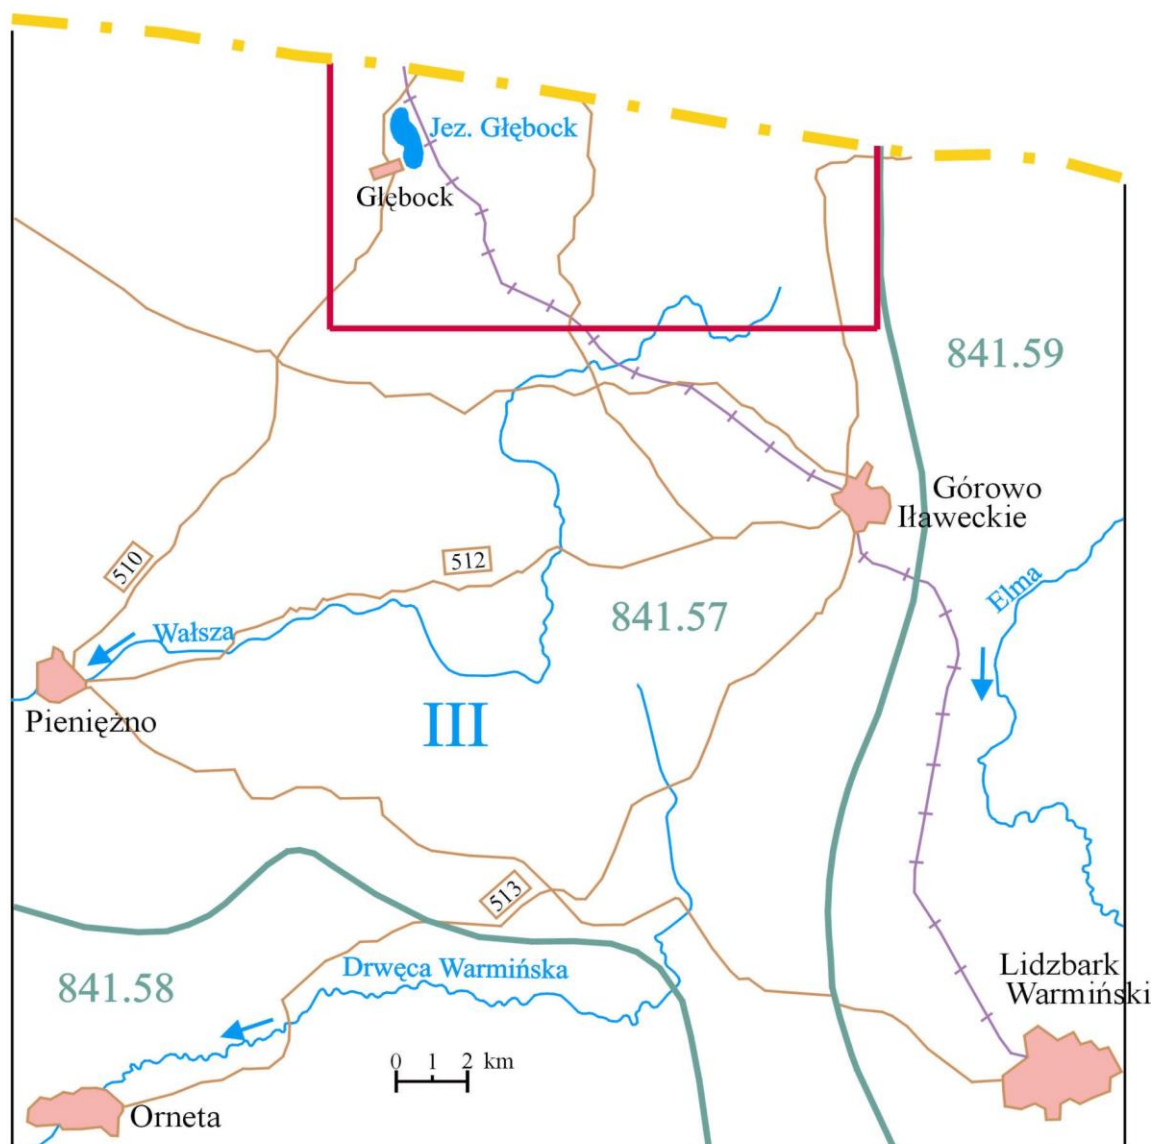 Jez. Głębock
Głębock
841.59
Górowo
Iławeckie
510
512
Elma
841.57
Wałsza
III
Pieniężno
513
841.58
Drwęca Warmińska
Lidzbark
Warmiński
0 1 2 km
Orneta